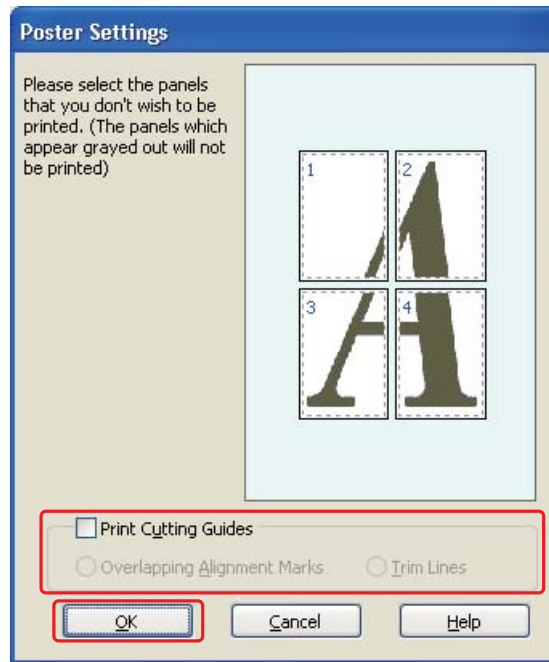 Poster Settings
Please select the panels
that you don't wish to be
printed. (The panels which
appear grayed out will not
be printed)
1
2
3
4
Print Cutting Guides
Overlapping Alignment Marks
Trim Lines
OK
Cancel
Help